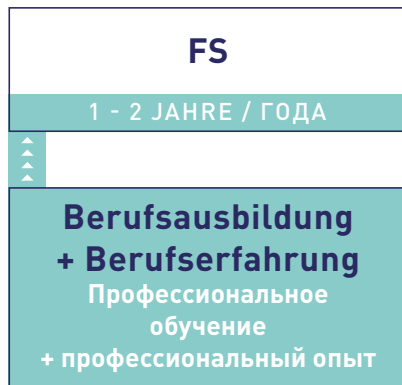 FS
1 - 2 JAHRE / ГОДА
Berufsausbildung
+ Berufserfahrung
Профессиональное
обучение
+ профессиональный опыт